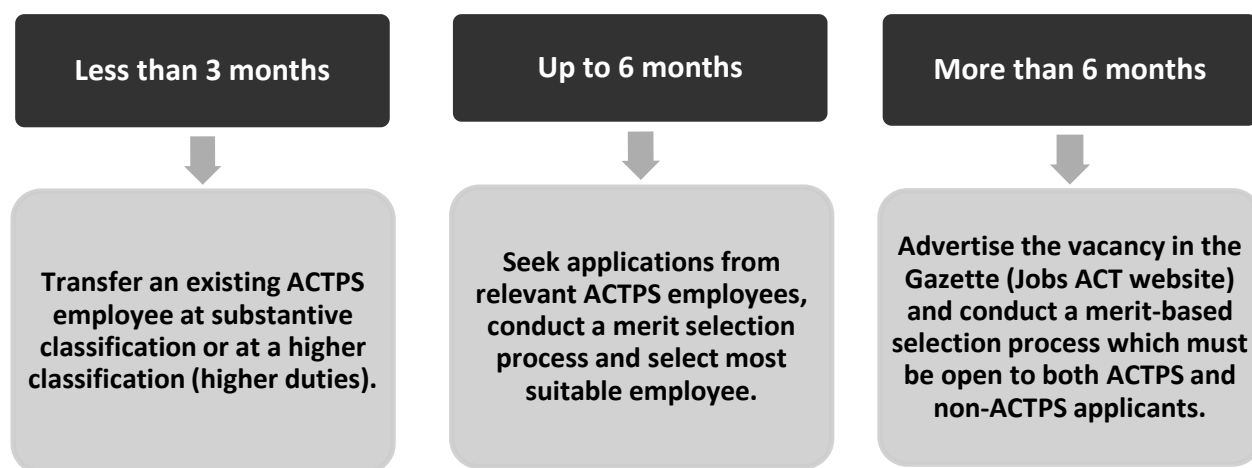 Less than 3 months
Up to 6 months
More than 6 months
Transfer an existing ACTPS
employee at substantive
classification or at a higher
classification (higher duties).
Seek applications from
relevant ACTPS employees,
conduct a merit selection
process and select most
suitable employee.
Advertise the vacancy in the
Gazette (Jobs ACT website)
and conduct a merit-based
selection process which must
be open to both ACTPS and
non-ACTPS applicants.